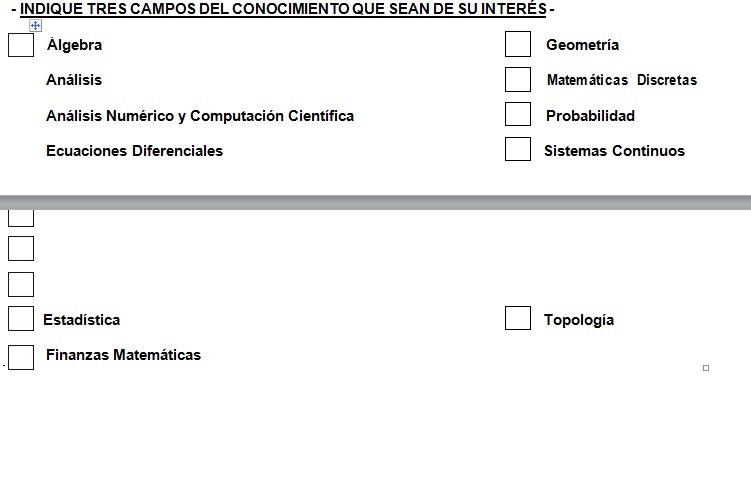 - INDIQUE TRES CAMPOS DEL CONOCIMIENTO QUE SEAN DE SU INTERÉS -
Álgebra
Geometría
Análisis
Matemáticas Discretas
Análisis Numérico y Computación Científica
Probabilidad
Ecuaciones Diferenciales
Sistemas Continuos
Estadística
Topología
Finanzas Matemáticas